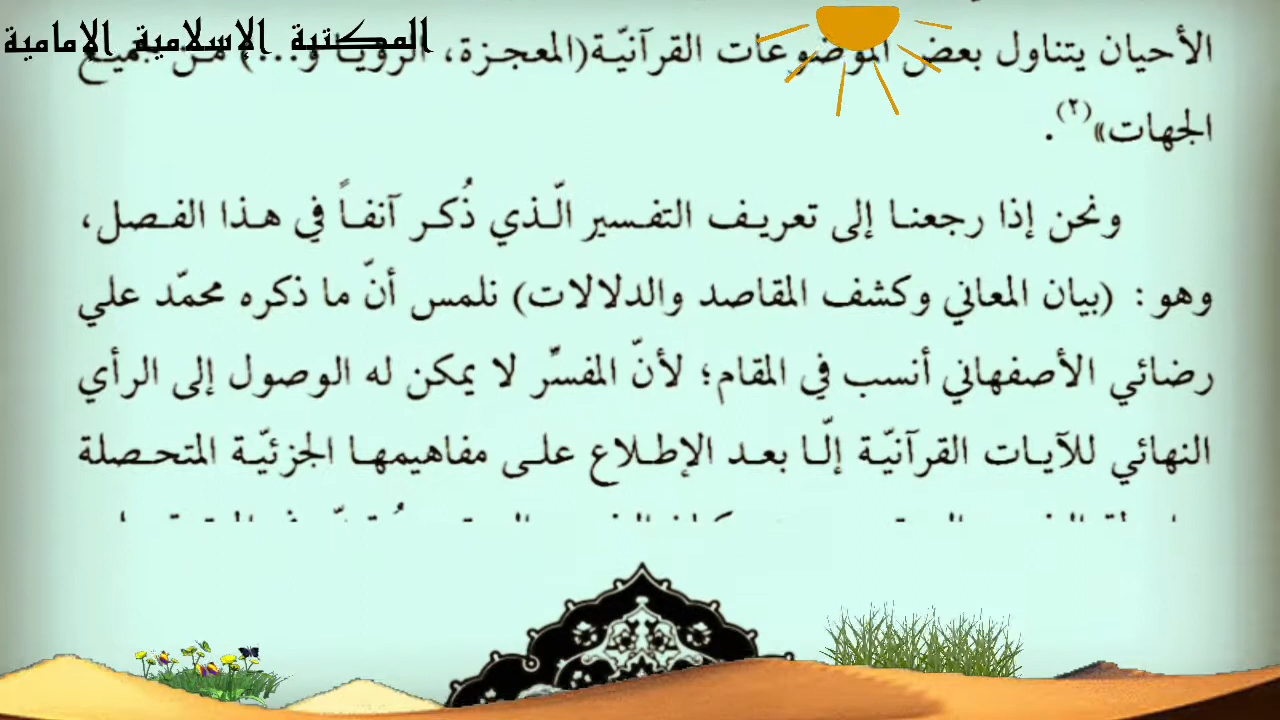 المكتبة الإسلامية الإمامية
الأحيان يتناول بعض الموضوعات القرآنيّة(المعجزة، الرويا و...) من جميع
الجهات»(٢).
ونحن إذا رجعنا إلى تعريف التفسير الّذي ذُكر آنفاً في هذا الفصل،
وهو : (بيان المعاني وكشف المقاصد والدلالات) نلمس أنّ ما ذكره محمّد علي
رضائي الأصفهاني أنسب في المقام؛ لأنّ المفسِّر لا يمكن له الوصول إلى الرأي
النهائي للآيات القرآنيّة إلّا بعد الإطلاع على مفاهيمها الجزئيّة المتحصلة